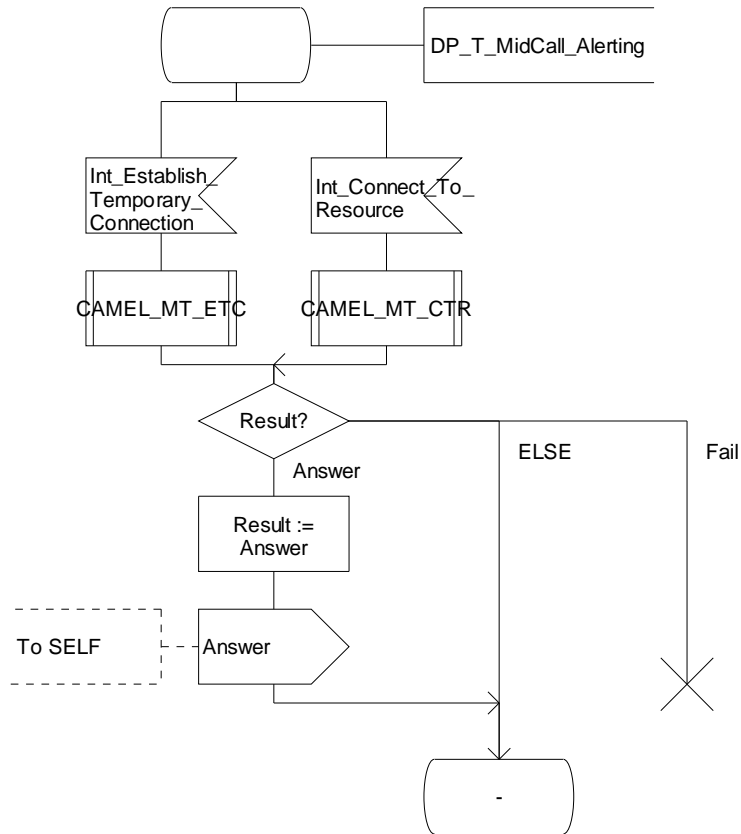 DP_T_MidCall_Alerting
Int_Establish_
Temporary_
Connection
Int_Connect_To_
Resource
CAMEL_MT_ETC
CAMEL_MT_CTR
Result?
ELSE
Fail
Answer
Result :=
Answer
To SELF
Answer
-